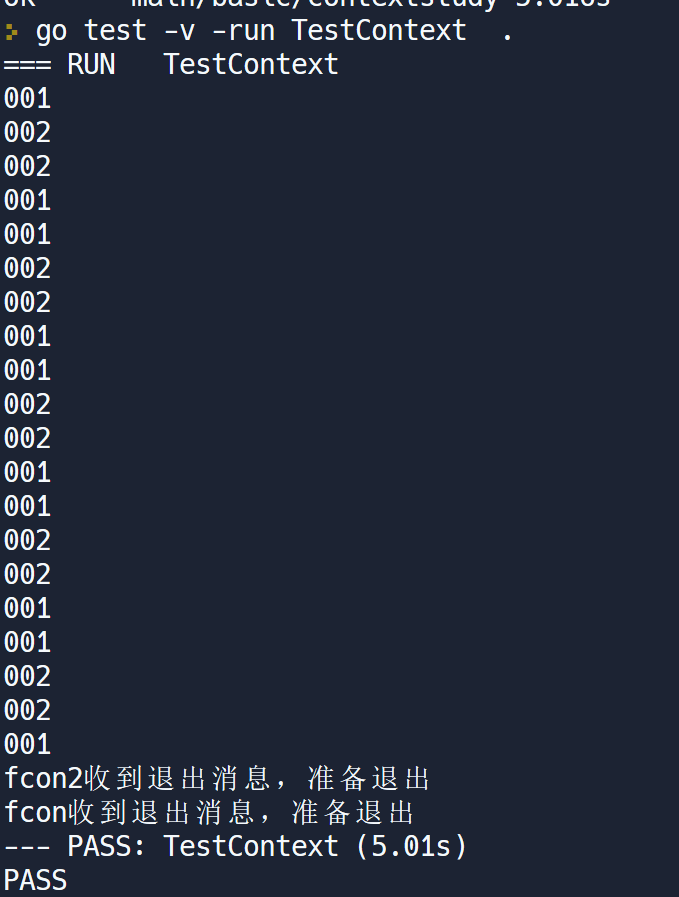 ok      math/basic/contextstudy 5.018s
go test -v -run TestContext  .
=== RUN   TestContext
001
002
002
001
001
002
002
001
001
002
002
001
001
002
002
001
001
002
002
001
fcon2收到退出消息，准备退出
fcon收到退出消息，准备退出
--- PASS: TestContext (5.01s)
PASS